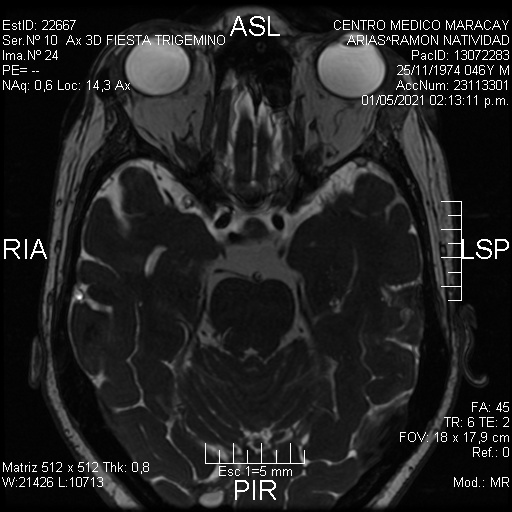 EstID: 22667
Ser.Nº 10 Ax 3D FIESTA TRIGEMINO
Ima.Nº 24
PE= --
NAq: 0,6 Loc: 14,3 Ax
ASL
CENTRO MEDICO MARACAY
ARIAS^RAMON NATIVIDAD
PacID: 13072283
25/11/1974 046Y M
AccNum: 23113301
01/05/2021 02:13:11 p.m.
RIA
LSP
Matriz 512 x 512 Thk: 0,8
W:21426 L:10713
Esc 1=5 mm
PIR
FA: 45
TR: 6 TE: 2
FOV: 18 x 17,9 cm
Ref.: 0
Mod.: MR